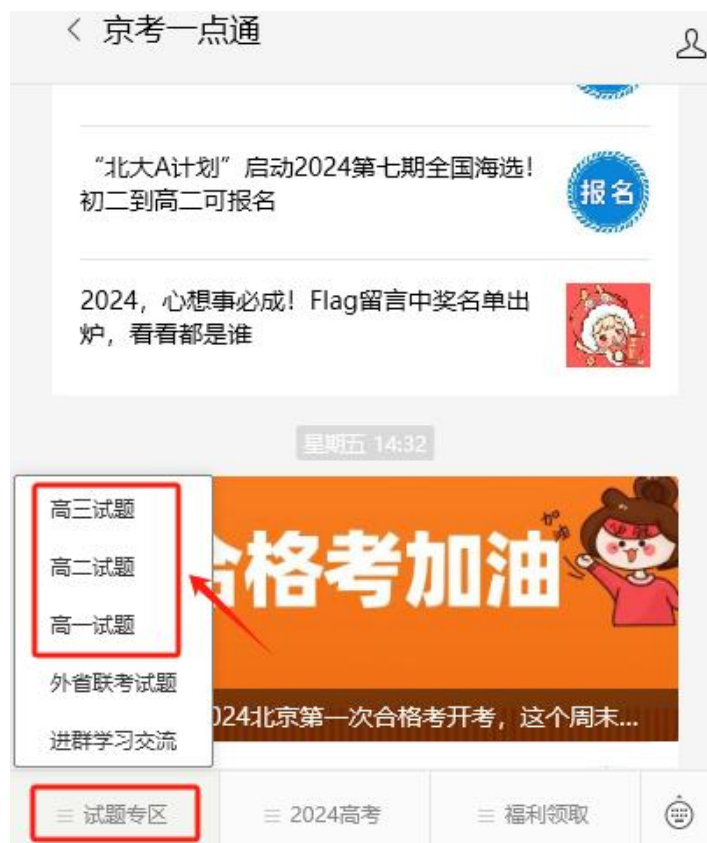 京考一点通
“北大A计划”启动2024第七期全国海选！
初二到高二可报名
报名
2024，心想事必成！Flag留言中奖名单出
炉，看看都是谁
星期五 14:32
高三试题
高二试题
高一试题
外省联考试题
进群学习交流
合格考加油
加油
024北京第一次合格考开考，这个周末...
试题专区
2024高考
福利领取